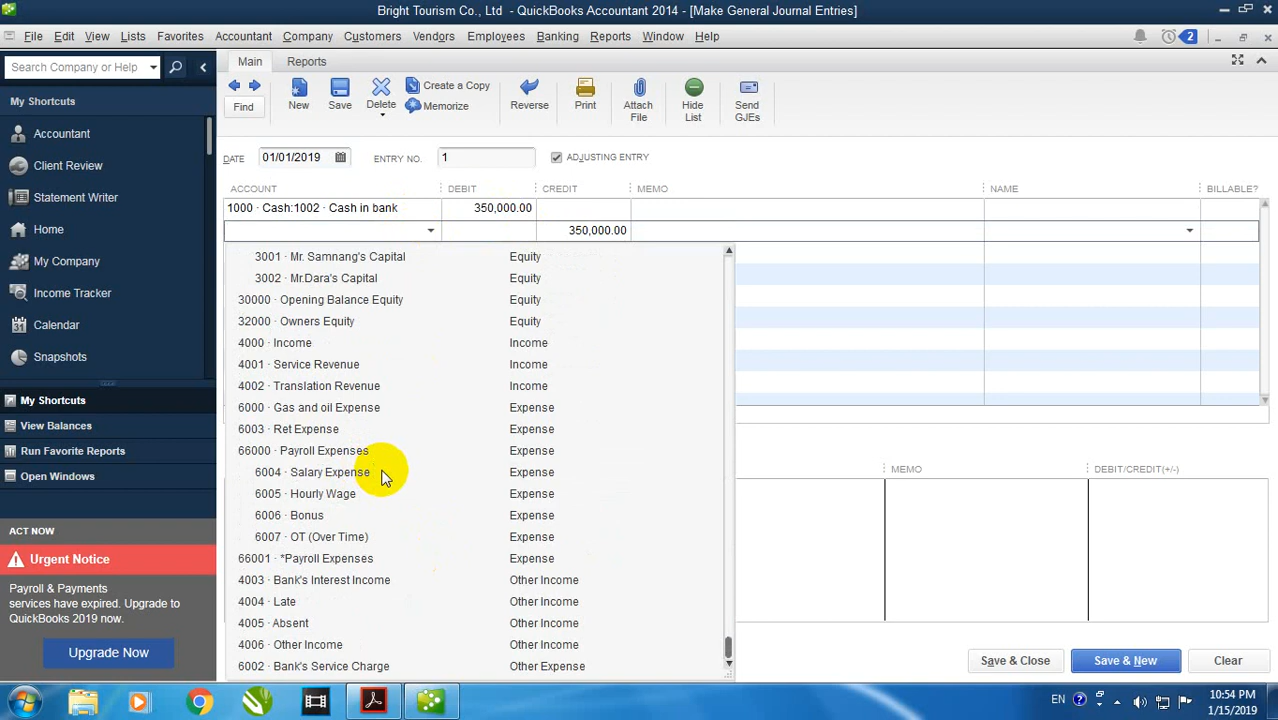 Bright Tourism Co., Ltd - QuickBooks Accountant 2014 - [Make General Journal Entries]
File Edit View Lists Favorites Accountant Company Customers Vendors Employees Banking Reports Window Help
2
Search Company or Help
My Shortcuts
Accountant
Client Review
Statement Writer
Home
My Company
Income Tracker
Calendar
Snapshots
My Shortcuts
View Balances
Run Favorite Reports
Open Windows
ACT NOW
Urgent Notice
Payroll & Payments
services have expired. Upgrade to
QuickBooks 2019 now.
Upgrade Now
Main Reports
Find
New
Save
Delete
Create a Copy
Memorize
Reverse
Print
Attach
File
Hide
List
Send
GJEs
DATE 01/01/2019 ENTRY NO. 1 ADJUSTING ENTRY
ACCOUNT DEBIT CREDIT MEMO NAME BILLABLE?
1000 · Cash:1002 · Cash in bank 350,000.00
350,000.00
3001 · Mr. Samnang's Capital Equity
3002 · Mr.Dara's Capital Equity
30000 · Opening Balance Equity Equity
32000 · Owners Equity Equity
4000 · Income Income
4001 · Service Revenue Income
4002 · Translation Revenue Income
6000 · Gas and oil Expense Expense
6003 · Ret Expense Expense
66000 · Payroll Expenses Expense
6004 · Salary Expense Expense
6005 · Hourly Wage Expense
6006 · Bonus Expense
6007 · OT (Over Time) Expense
66001 · *Payroll Expenses Expense
4003 · Bank's Interest Income Other Income
4004 · Late Other Income
4005 · Absent Other Income
4006 · Other Income Other Income
6002 · Bank's Service Charge Other Expense
MEMO DEBIT/CREDIT(+/-)
Save & Close Save & New Clear
EN
10:54 PM
1/15/2019